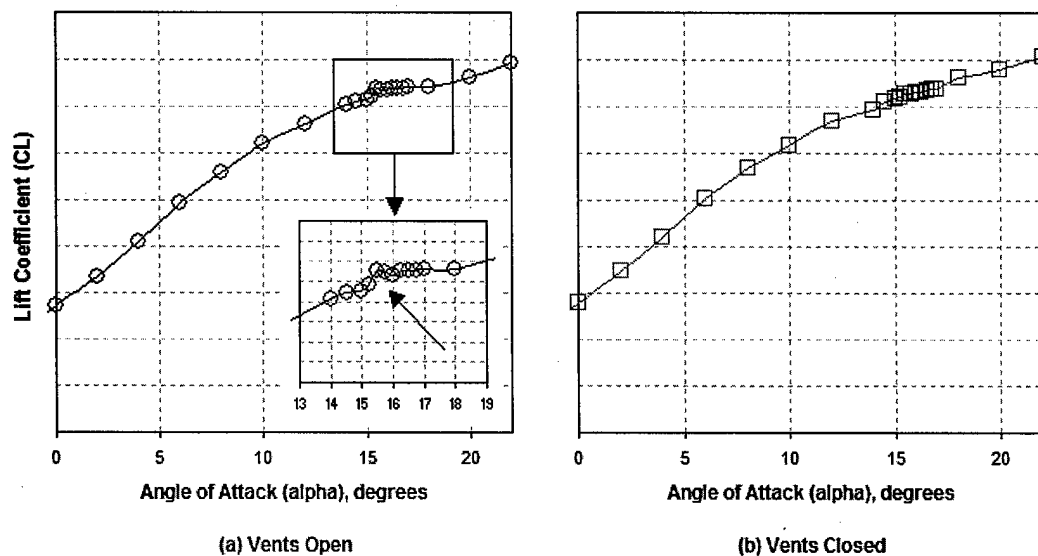 Lift Coefficient (CL)
13 14 15 16 17 18 19
0 5 10 15 20
Angle of Attack (alpha), degrees
(a) Vents Open
0 5 10 15 20
Angle of Attack (alpha), degrees
(b) Vents Closed